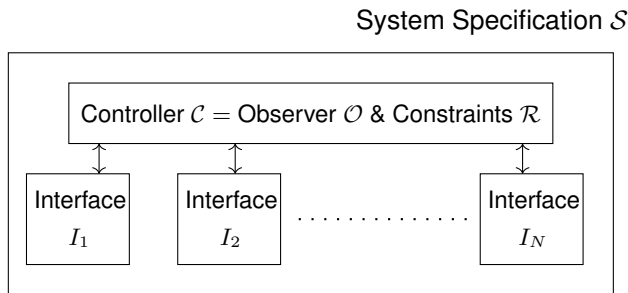 System Specification 𝒮
Controller 𝒞 = Observer 𝒪 & Constraints ℛ
Interface Interface Interface
I₁ I₂ . . . . . . . . . . . . . I_N